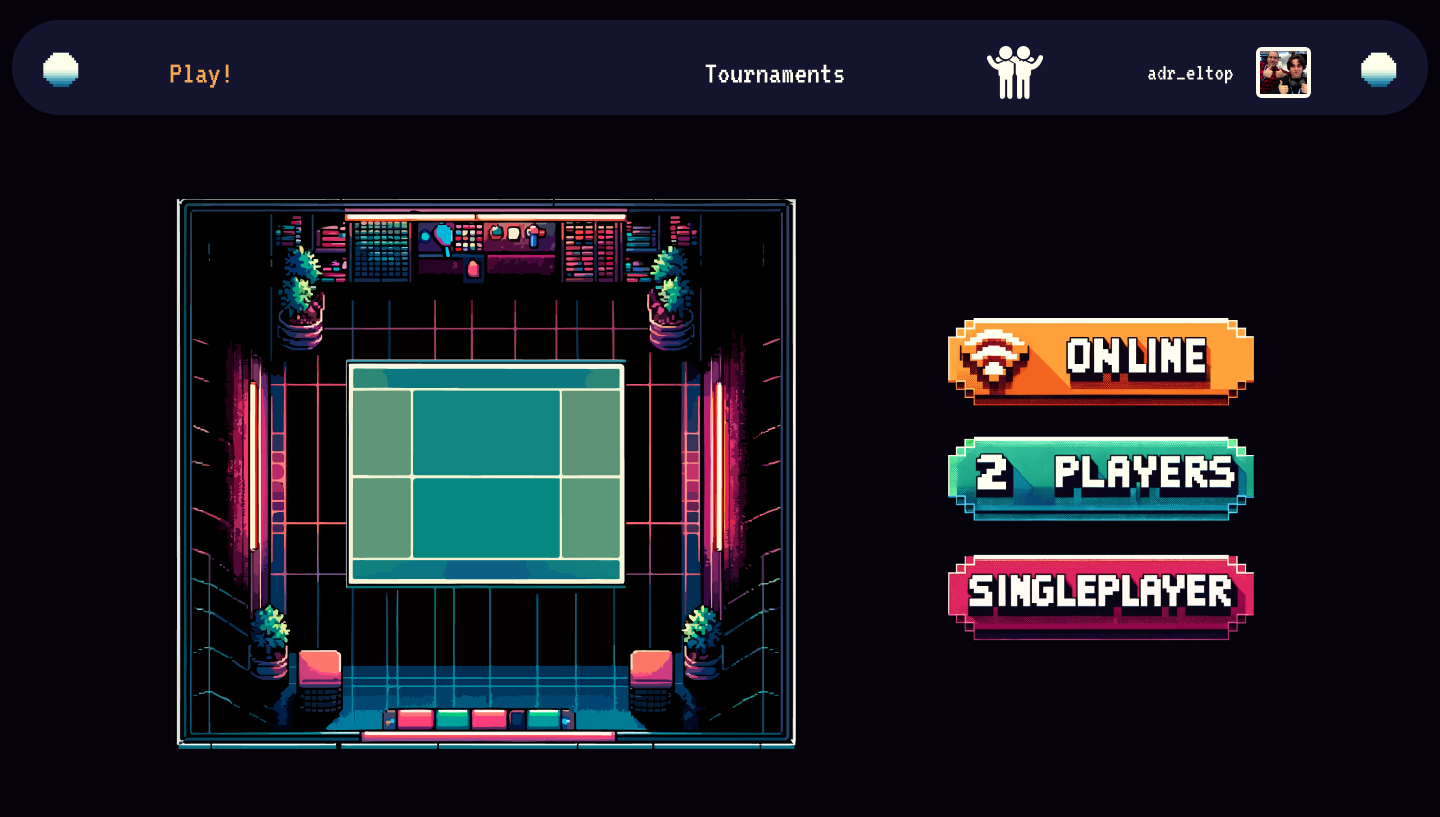 Play!
Tournaments
adr_eltop
ONLINE
2 PLAYERS
SINGLEPLAYER